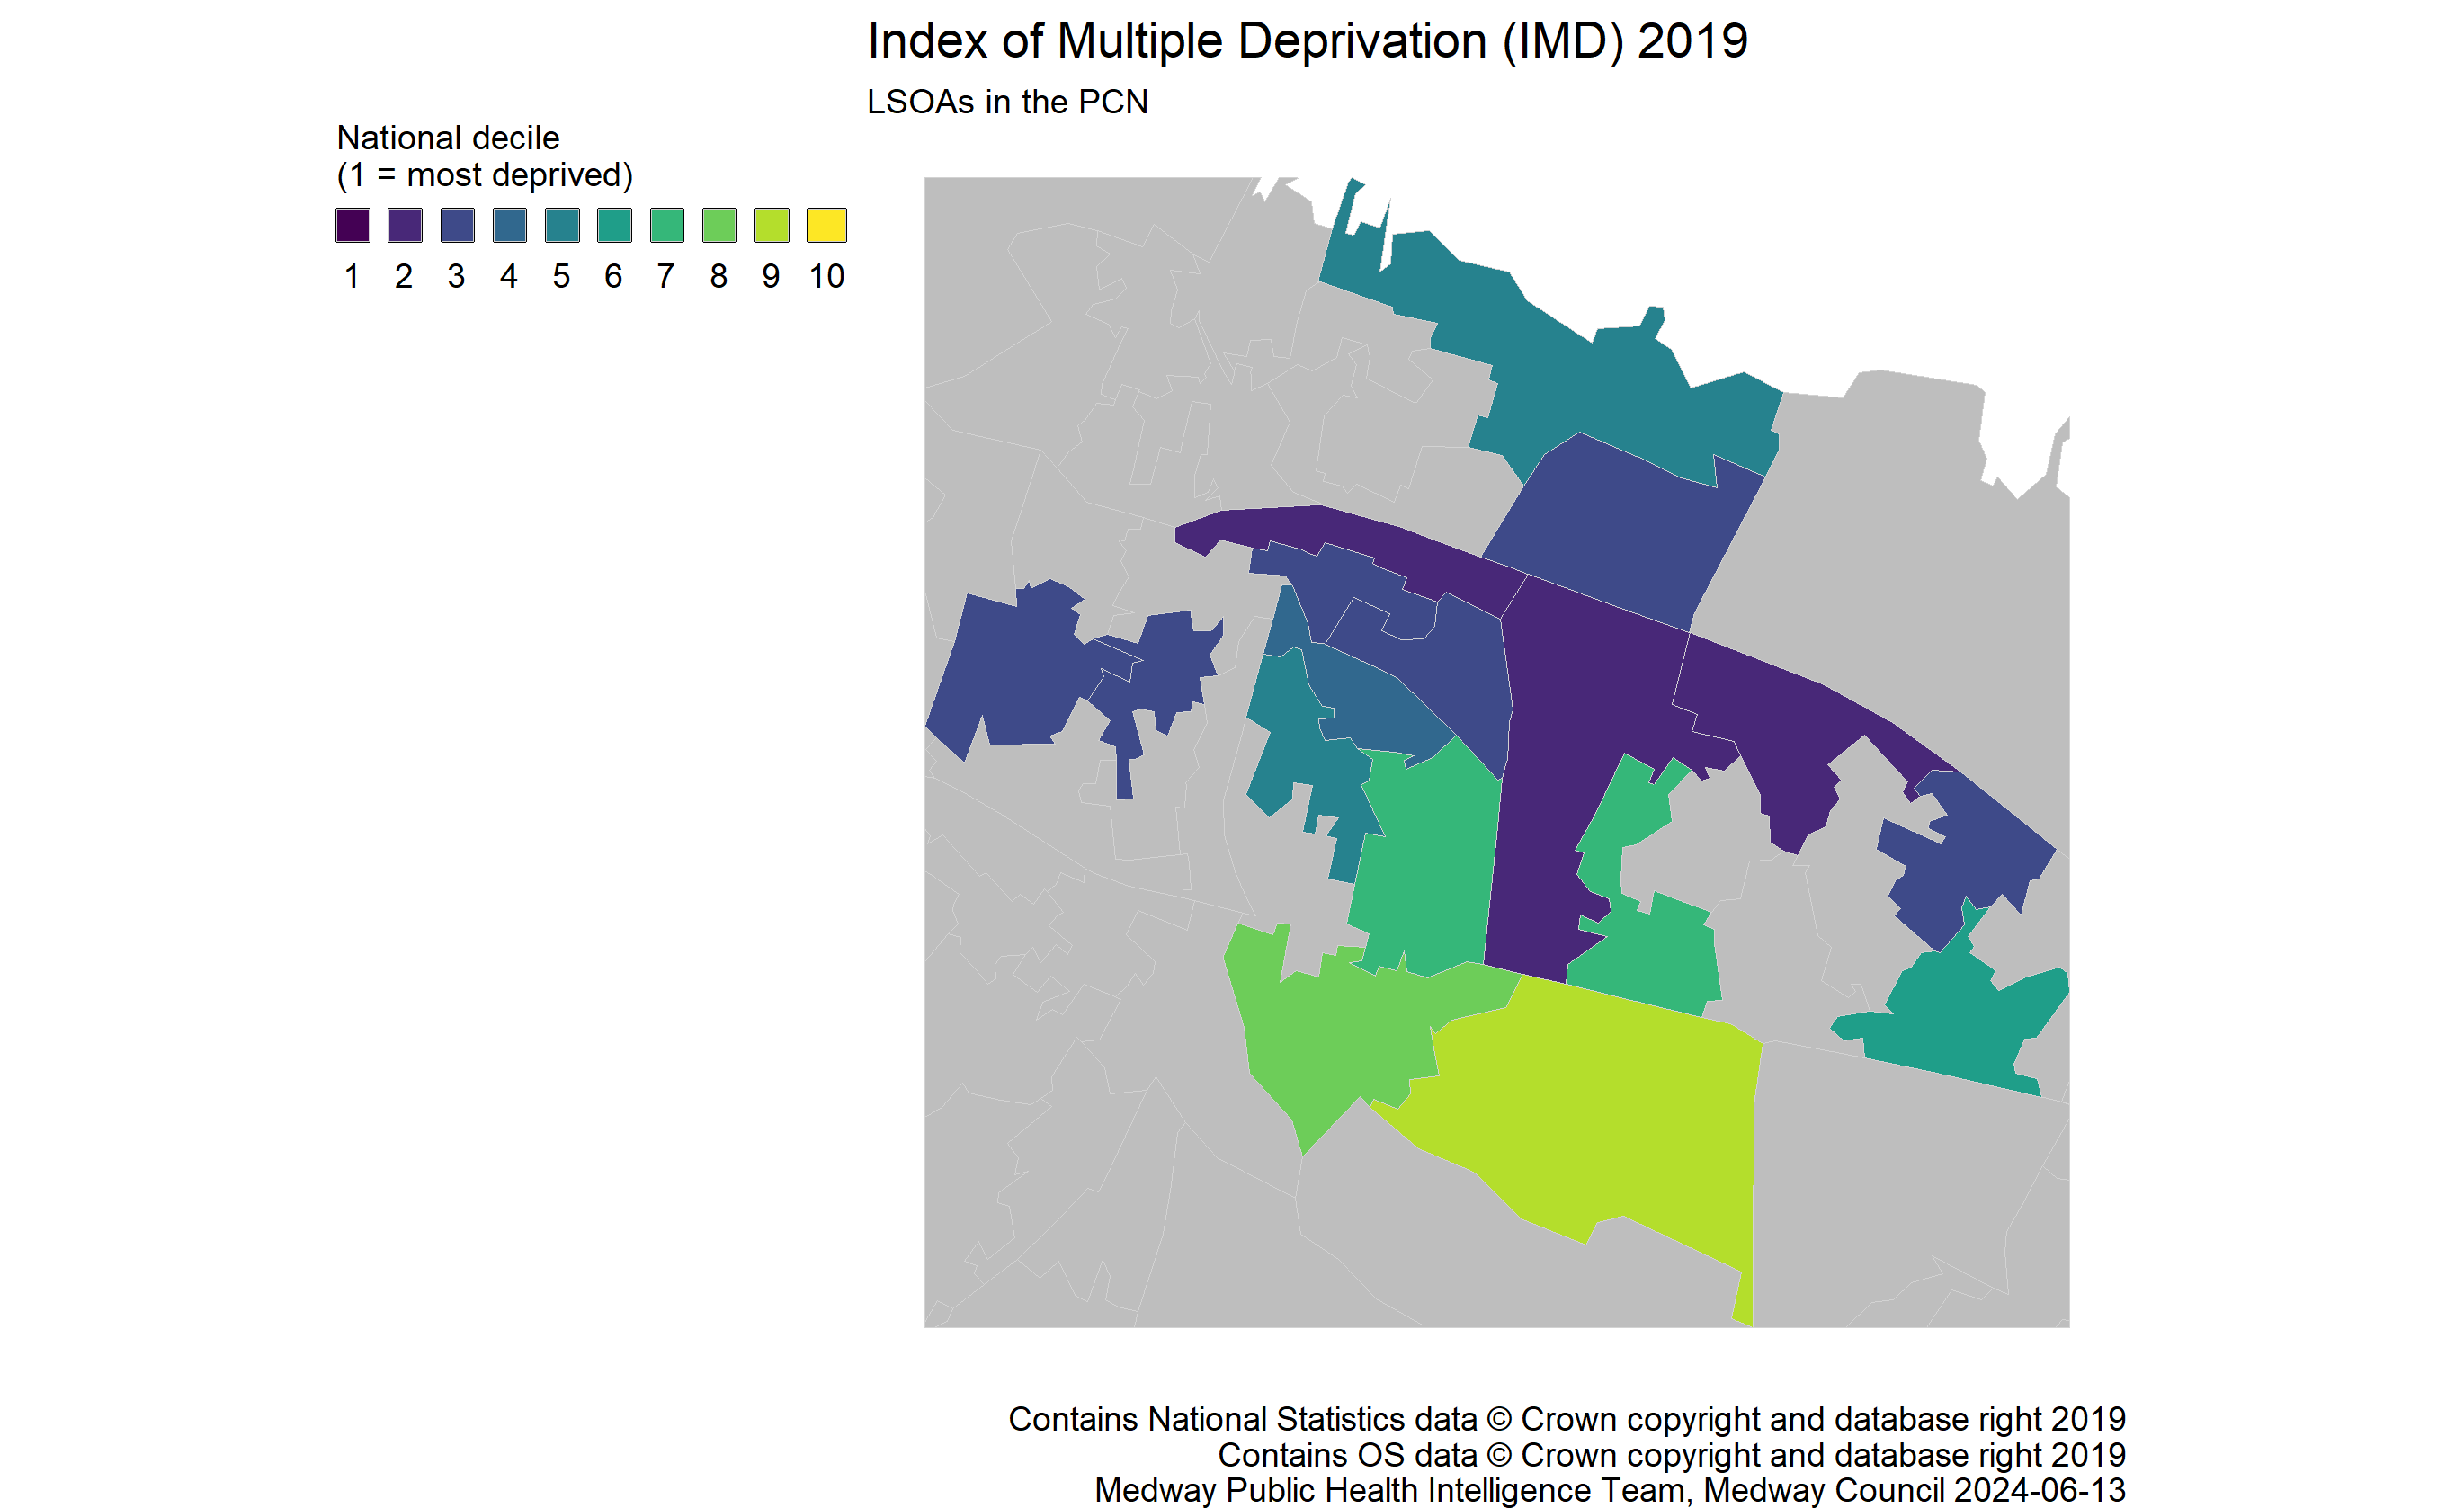 Index of Multiple Deprivation (IMD) 2019
LSOAs in the PCN
National decile
(1 = most deprived)
1 2 3 4 5 6 7 8 9 10
Contains National Statistics data © Crown copyright and database right 2019
Contains OS data © Crown copyright and database right 2019
Medway Public Health Intelligence Team, Medway Council 2024-06-13